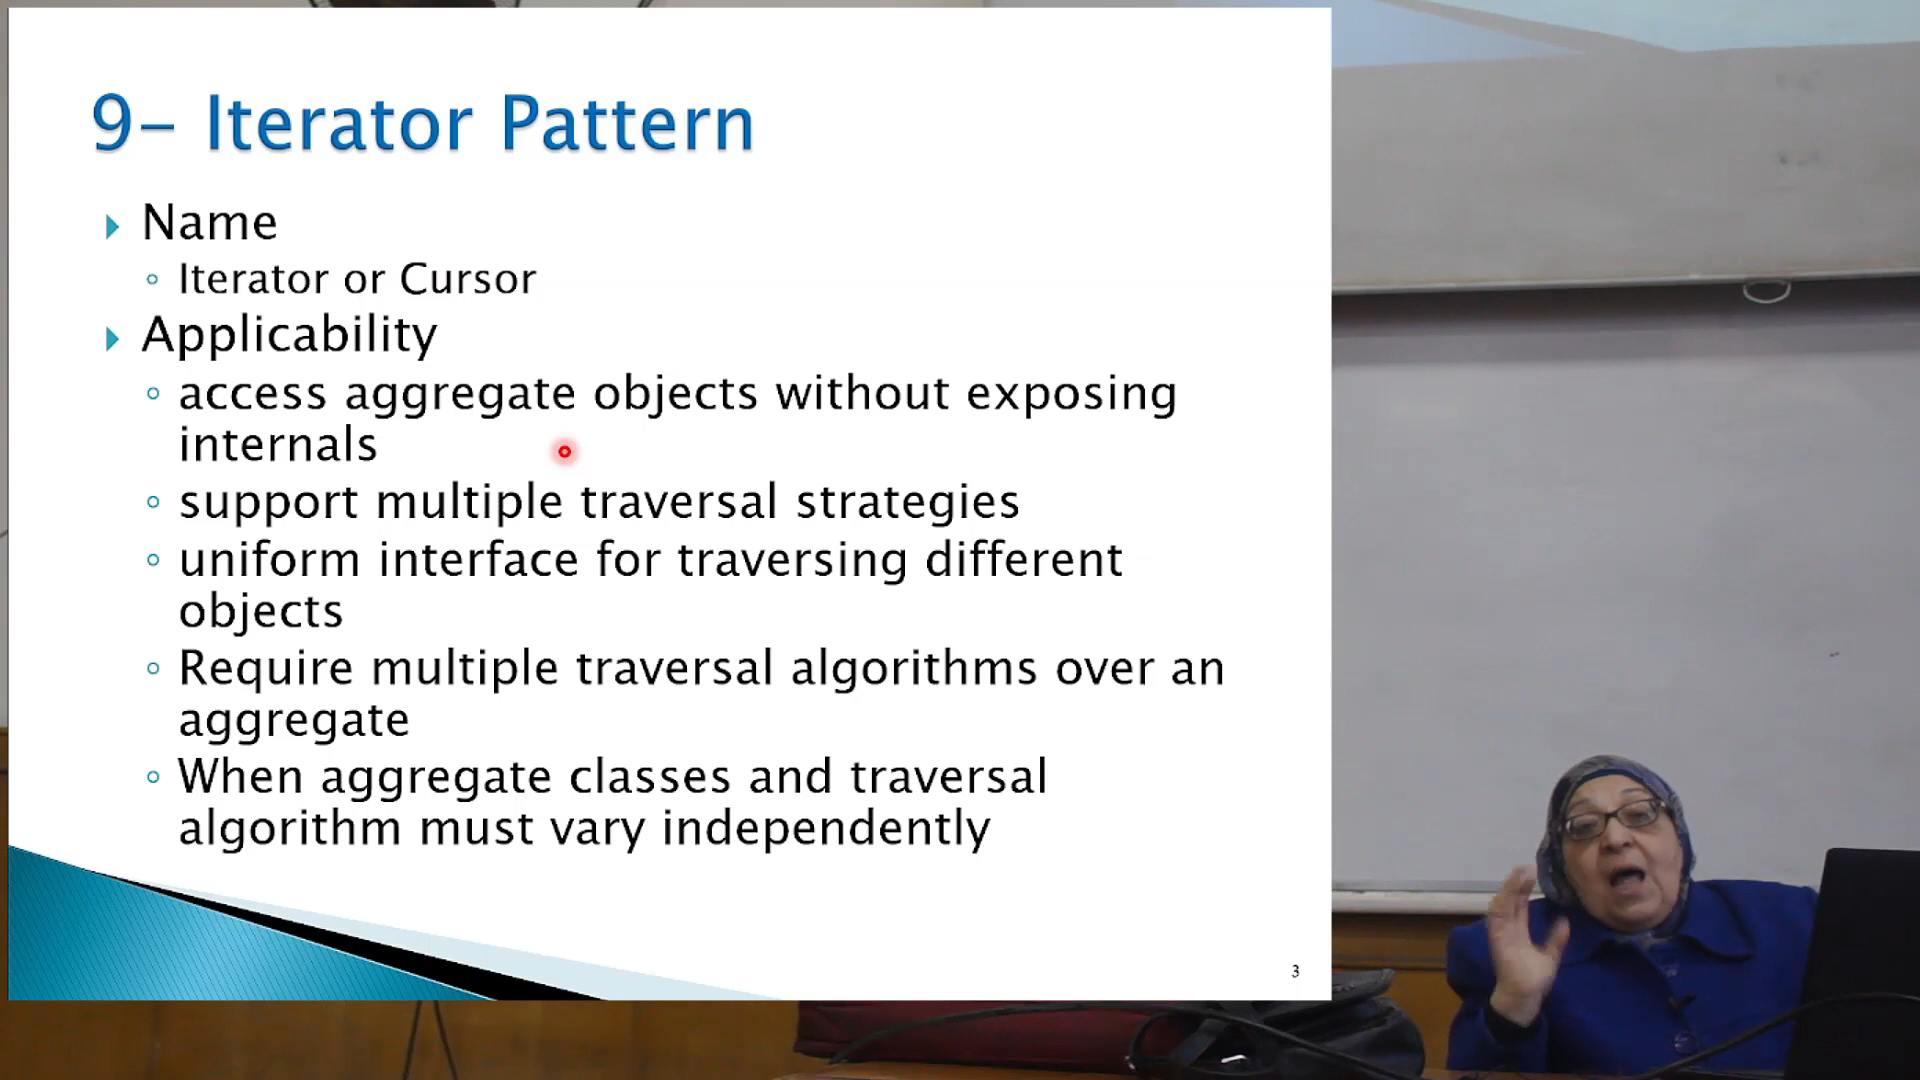 9- Iterator Pattern
Name
Iterator or Cursor
Applicability
access aggregate objects without exposing
internals
support multiple traversal strategies
uniform interface for traversing different
objects
Require multiple traversal algorithms over an
aggregate
When aggregate classes and traversal
algorithm must vary independently
3